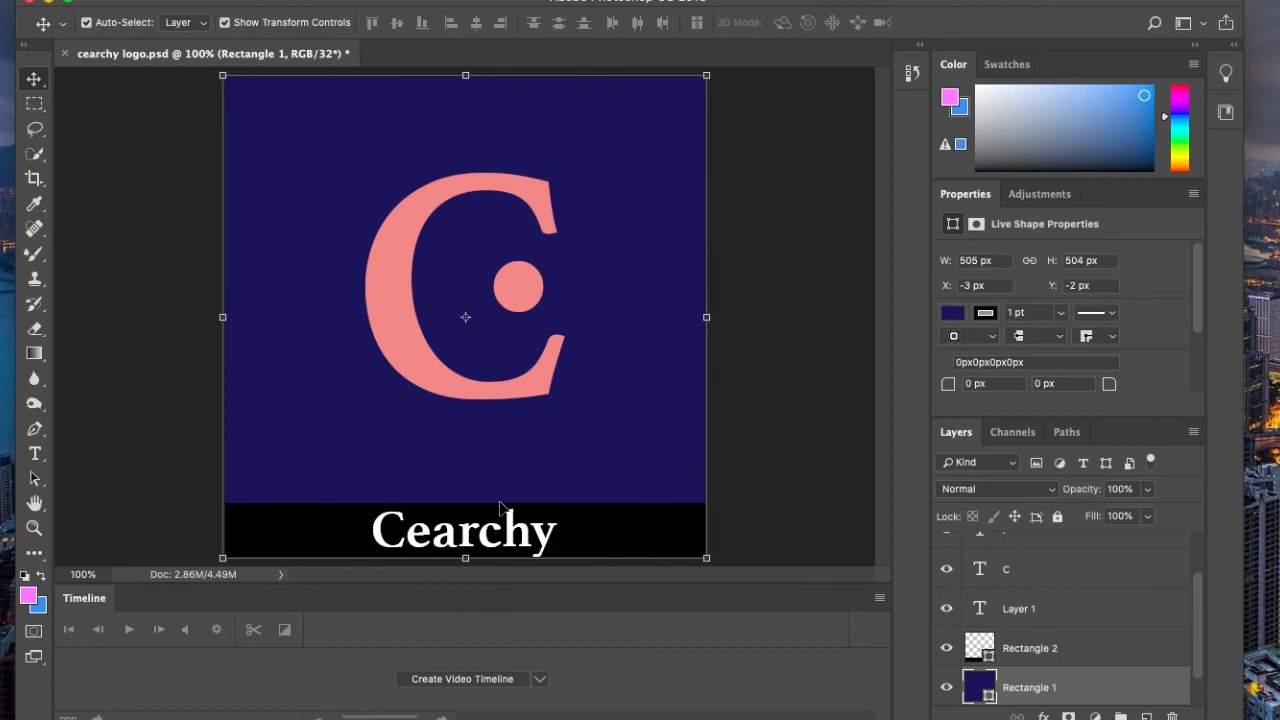 Auto-Select: Layer Show Transform Controls 3D Mode:
cearchy logo.psd @ 100% (Rectangle 1, RGB/32*) *
C
Cearchy
100% Doc: 2.86M/4.49M
Timeline
Create Video Timeline
Color Swatches
Properties Adjustments
Live Shape Properties
W: 505 px H: 504 px
X: -3 px Y: -2 px
1 pt
0px0px0px0px
0 px 0 px
Layers Channels Paths
Kind
Normal Opacity: 100%
Lock: Fill: 100%
C
Layer 1
Rectangle 2
Rectangle 1